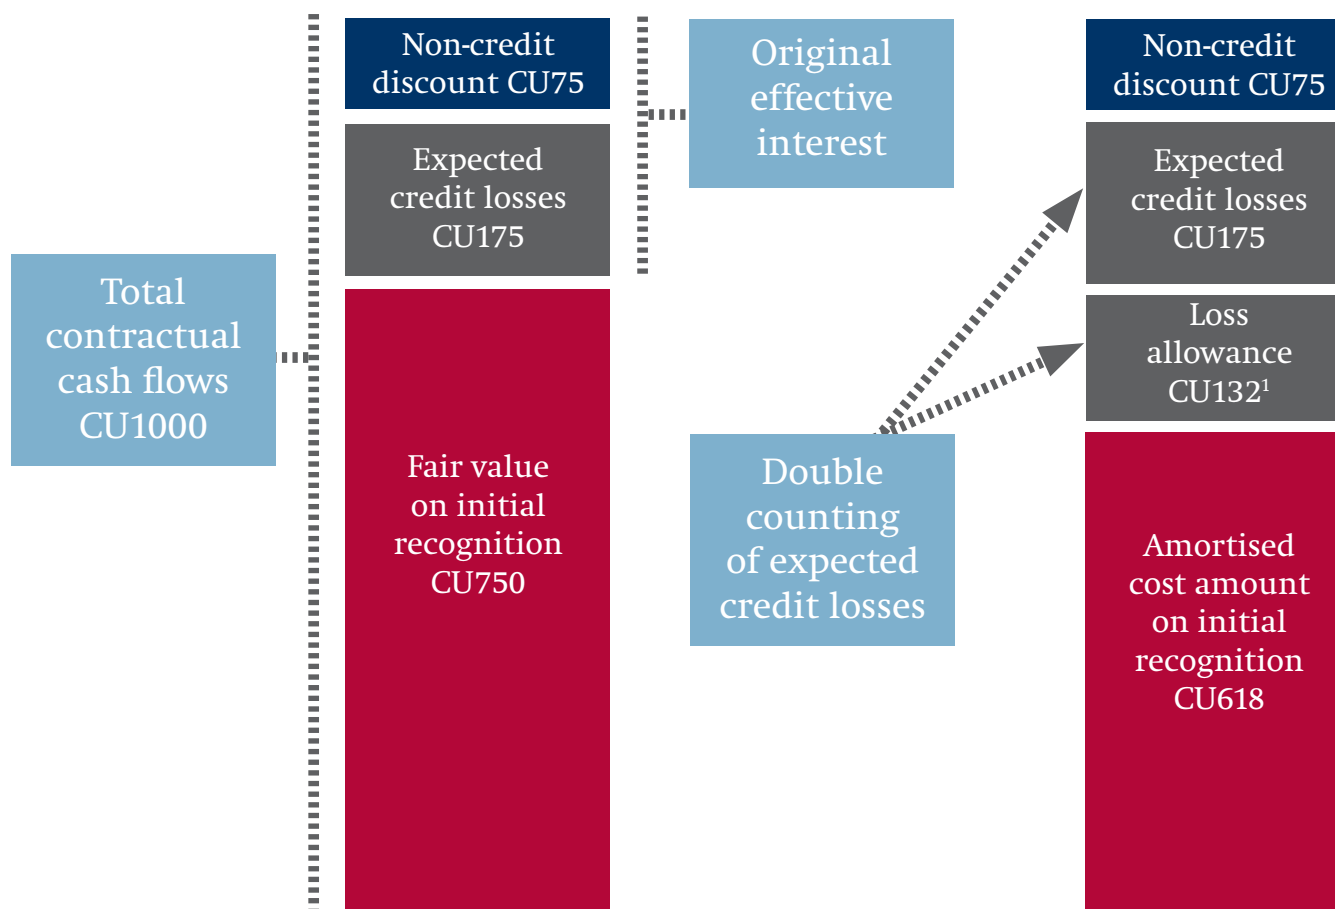 Total
contractual
cash flows
CU1000
Non-credit
discount CU75
Expected
credit losses
CU175
Fair value
on initial
recognition
CU750
Original
effective
interest
Double
counting
of expected
credit losses
Non-credit
discount CU75
Expected
credit losses
CU175
Loss
allowance
CU132¹
Amortised
cost amount
on initial
recognition
CU618